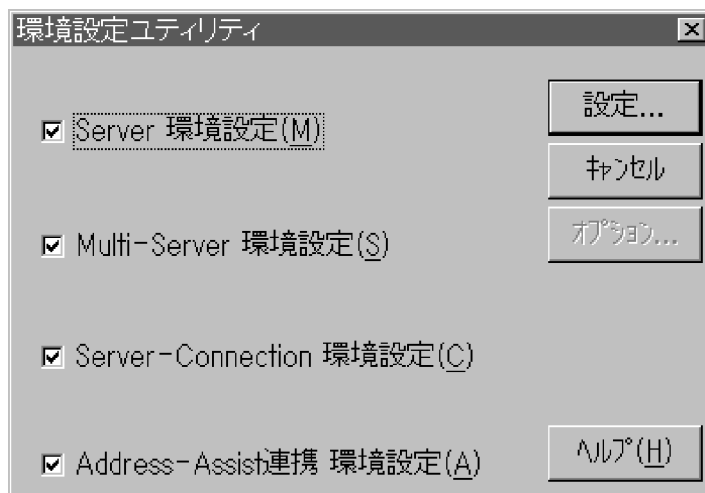 環境設定ユティリティ
Server 環境設定(M)
設定...
ｷｬﾝｾﾙ
Multi-Server 環境設定(S)
ｵﾌﾟｼｮﾝ...
Server-Connection 環境設定(C)
Address-Assist連携 環境設定(A)
ﾍﾙﾌﾟ(H)